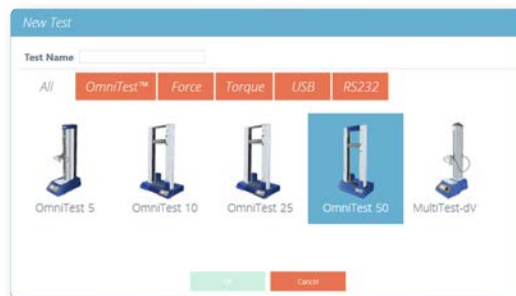 New Test
Test Name
All OmniTest™ Force Torque USB RS232
OmniTest 5 OmniTest 10 OmniTest 25 OmniTest 50 MultiTest-dV
Cancel